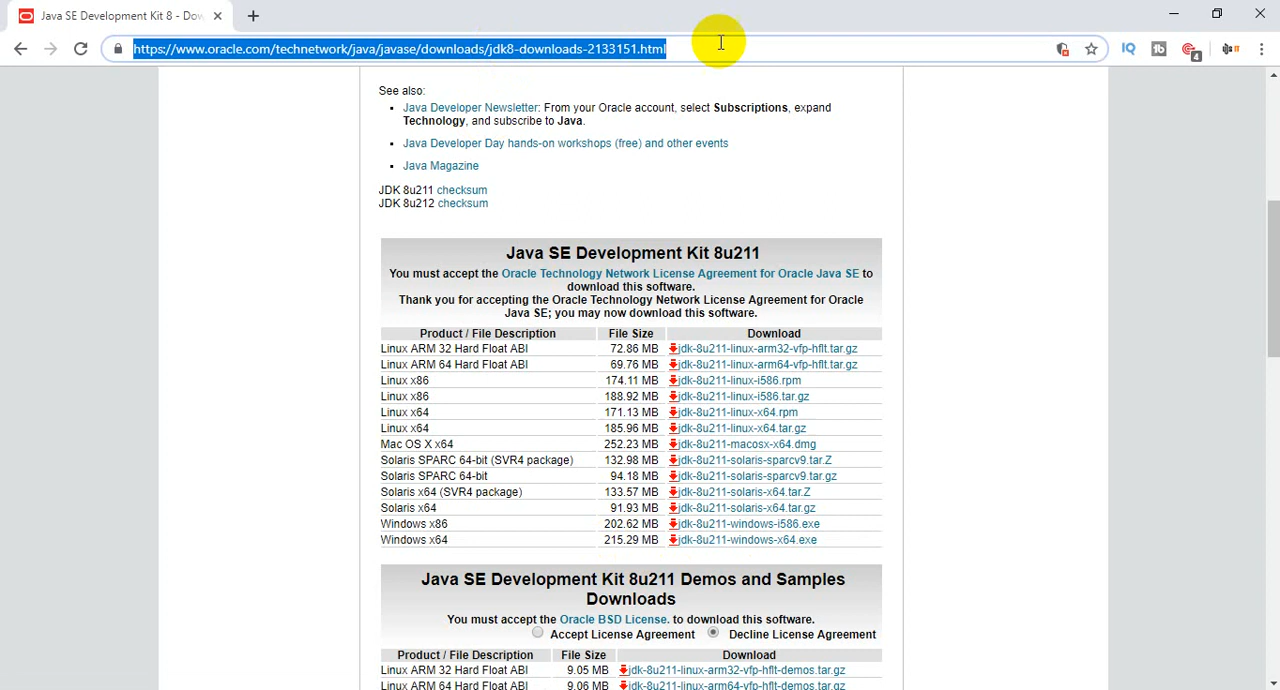 Java SE Development Kit 8 - Dow
https://www.oracle.com/technetwork/java/javase/downloads/jdk8-downloads-2133151.html
IQ
4
See also:
Java Developer Newsletter: From your Oracle account, select Subscriptions, expand
Technology, and subscribe to Java.
Java Developer Day hands-on workshops (free) and other events
Java Magazine
JDK 8u211 checksum
JDK 8u212 checksum
Java SE Development Kit 8u211
You must accept the Oracle Technology Network License Agreement for Oracle Java SE to
download this software.
Thank you for accepting the Oracle Technology Network License Agreement for Oracle
Java SE; you may now download this software.
Product / File Description File Size Download
Linux ARM 32 Hard Float ABI 72.86 MB jdk-8u211-linux-arm32-vfp-hflt.tar.gz
Linux ARM 64 Hard Float ABI 69.76 MB jdk-8u211-linux-arm64-vfp-hflt.tar.gz
Linux x86 174.11 MB jdk-8u211-linux-i586.rpm
Linux x86 188.92 MB jdk-8u211-linux-i586.tar.gz
Linux x64 171.13 MB jdk-8u211-linux-x64.rpm
Linux x64 185.96 MB jdk-8u211-linux-x64.tar.gz
Mac OS X x64 252.23 MB jdk-8u211-macosx-x64.dmg
Solaris SPARC 64-bit (SVR4 package) 132.98 MB jdk-8u211-solaris-sparcv9.tar.Z
Solaris SPARC 64-bit 94.18 MB jdk-8u211-solaris-sparcv9.tar.gz
Solaris x64 (SVR4 package) 133.57 MB jdk-8u211-solaris-x64.tar.Z
Solaris x64 91.93 MB jdk-8u211-solaris-x64.tar.gz
Windows x86 202.62 MB jdk-8u211-windows-i586.exe
Windows x64 215.29 MB jdk-8u211-windows-x64.exe
Java SE Development Kit 8u211 Demos and Samples
Downloads
You must accept the Oracle BSD License. to download this software.
Accept License Agreement Decline License Agreement
Product / File Description File Size Download
Linux ARM 32 Hard Float ABI 9.05 MB jdk-8u211-linux-arm32-vfp-hflt-demos.tar.gz
Linux ARM 64 Hard Float ABI 9.06 MB jdk-8u211-linux-arm64-vfp-hflt-demos.tar.gz